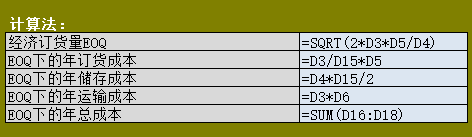 计算法：
经济订货量EOQ =SQRT(2*D3*D5/D4)
EOQ下的年订货成本 =D3/D15*D5
EOQ下的年储存成本 =D4*D15/2
EOQ下的年运输成本 =D3*D6
EOQ下的年总成本 =SUM(D16:D18)